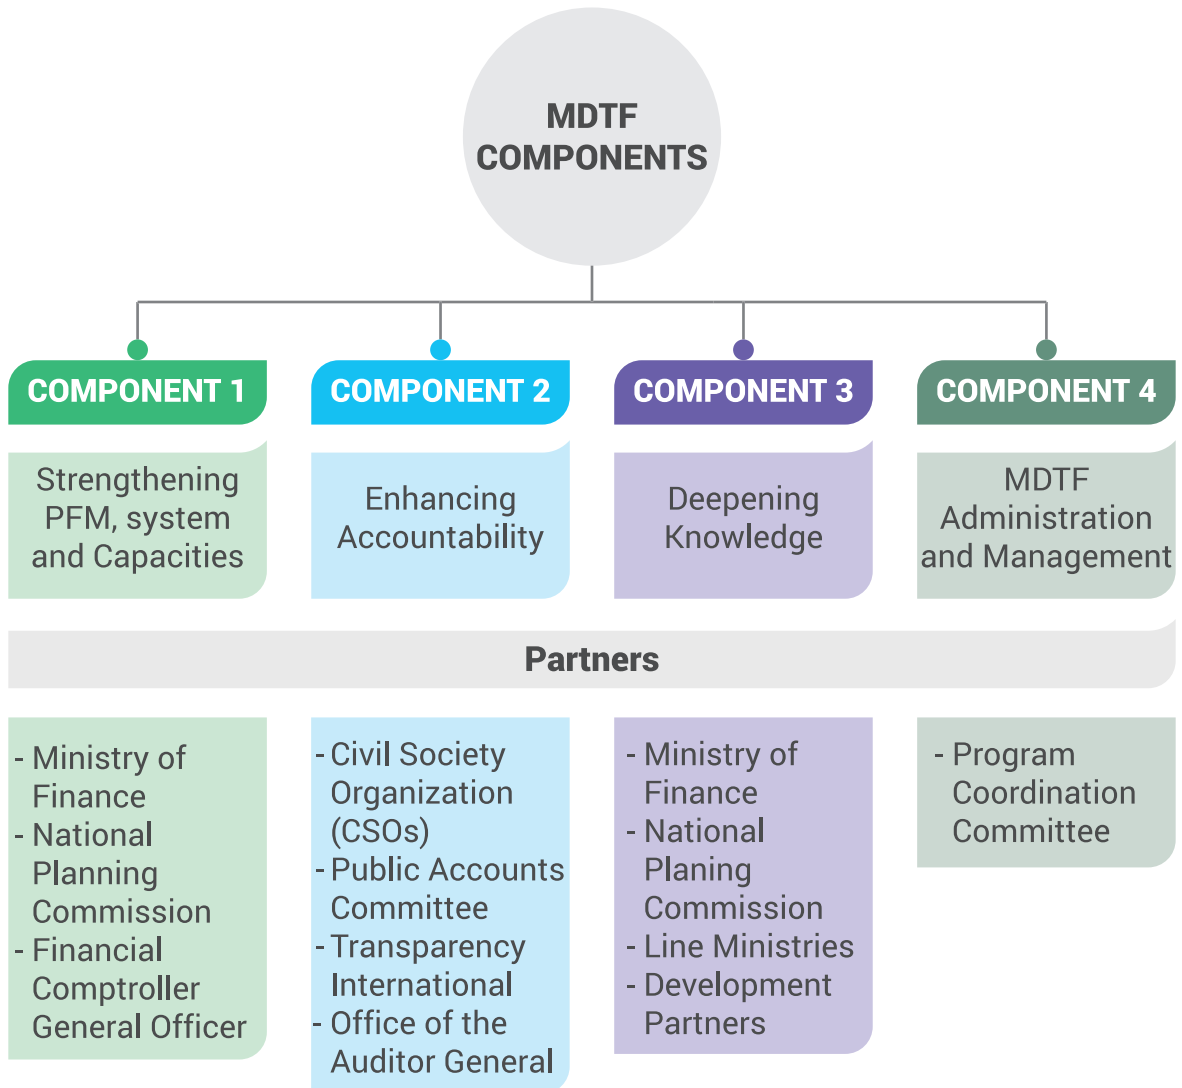 MDTF
COMPONENTS
COMPONENT 1
COMPONENT 2
COMPONENT 3
COMPONENT 4
Strengthening
PFM, system
and Capacities
Enhancing
Accountability
Deepening
Knowledge
MDTF
Administration
and Management
Partners
- Ministry of
Finance
- National
Planning
Commission
- Financial
Comptroller
General Officer
- Civil Society
Organization
(CSOs)
- Public Accounts
Committee
- Transparency
International
- Office of the
Auditor General
- Ministry of
Finance
- National
Planing
Commission
- Line Ministries
- Development
Partners
- Program
Coordination
Committee